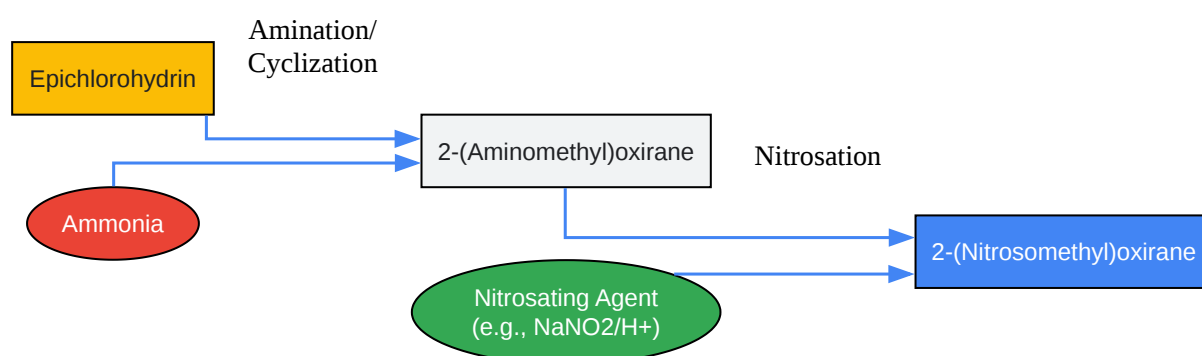 Amination/
Cyclization
Epichlorohydrin
2-(Aminomethyl)oxirane
Nitrosation
Ammonia
2-(Nitrosomethyl)oxirane
Nitrosating Agent
(e.g., NaNO2/H+)